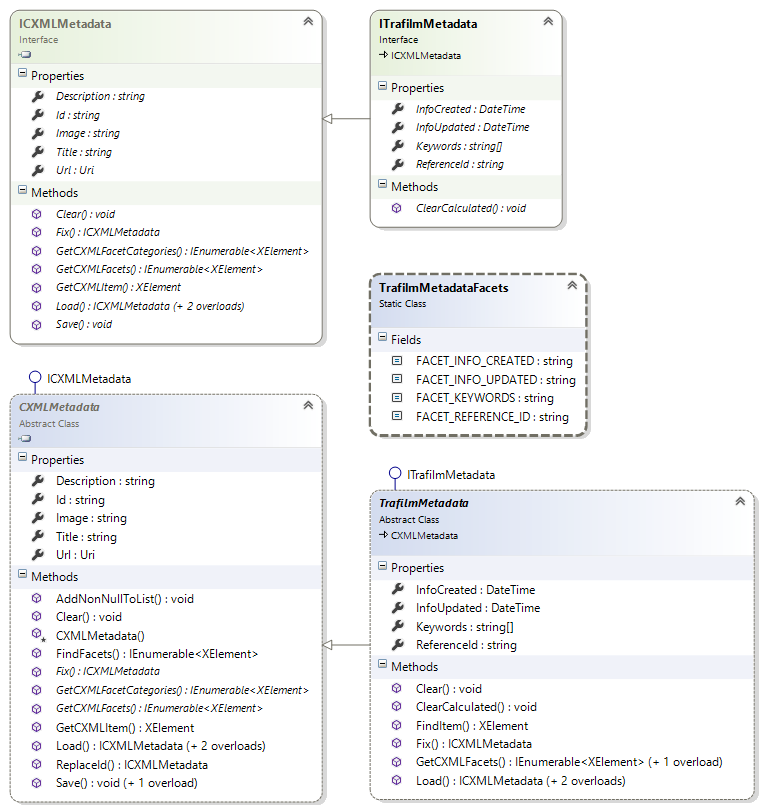 ICXMLMetadata
Interface
Properties
Description : string
Id : string
Image : string
Title : string
Url : Uri
Methods
Clear() : void
Fix() : ICXMLMetadata
GetCXMLFacetCategories() : IEnumerable<XElement>
GetCXMLFacets() : IEnumerable<XElement>
GetCXMLItem() : XElement
Load() : ICXMLMetadata (+ 2 overloads)
Save() : void
ITrafilmMetadata
Interface
ICXMLMetadata
Properties
InfoCreated : DateTime
InfoUpdated : DateTime
Keywords : string[]
ReferenceId : string
Methods
ClearCalculated() : void
TrafilmMetadataFacets
Static Class
Fields
FACET_INFO_CREATED : string
FACET_INFO_UPDATED : string
FACET_KEYWORDS : string
FACET_REFERENCE_ID : string
ICXMLMetadata
CXMLMetadata
Abstract Class
Properties
Description : string
Id : string
Image : string
Title : string
Url : Uri
Methods
AddNonNullToList() : void
Clear() : void
CXMLMetadata()
FindFacets() : IEnumerable<XElement>
Fix() : ICXMLMetadata
GetCXMLFacetCategories() : IEnumerable<XElement>
GetCXMLFacets() : IEnumerable<XElement>
GetCXMLItem() : XElement
Load() : ICXMLMetadata (+ 2 overloads)
ReplaceId() : ICXMLMetadata
Save() : void (+ 1 overload)
ITrafilmMetadata
TrafilmMetadata
Abstract Class
CXMLMetadata
Properties
InfoCreated : DateTime
InfoUpdated : DateTime
Keywords : string[]
ReferenceId : string
Methods
Clear() : void
ClearCalculated() : void
FindItem() : XElement
Fix() : ICXMLMetadata
GetCXMLFacets() : IEnumerable<XElement> (+ 1 overload)
Load() : ICXMLMetadata (+ 2 overloads)